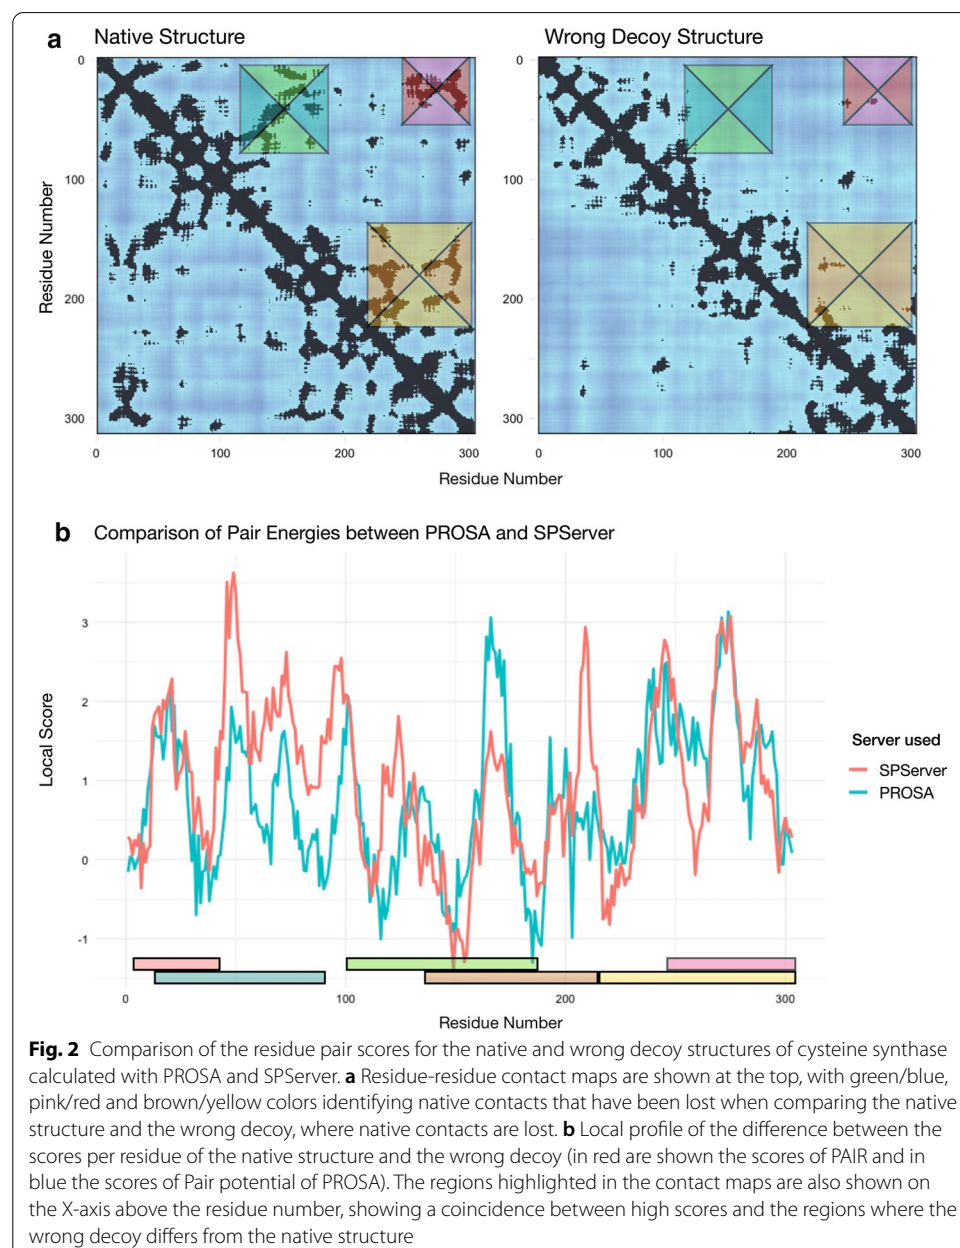 a Native Structure
Wrong Decoy Structure
0
100
200
300
Residue Number
0
100
200
300
0
100
200
300
0
100
200
300
Residue Number
b Comparison of Pair Energies between PROSA and SPServer
3
2
1
0
-1
Local Score
0
100
200
300
Residue Number
Server used
SPServer
PROSA
Fig. 2 Comparison of the residue pair scores for the native and wrong decoy structures of cysteine synthase
calculated with PROSA and SPServer. a Residue-residue contact maps are shown at the top, with green/blue,
pink/red and brown/yellow colors identifying native contacts that have been lost when comparing the native
structure and the wrong decoy, where native contacts are lost. b Local profile of the difference between the
scores per residue of the native structure and the wrong decoy (in red are shown the scores of PAIR and in
blue the scores of Pair potential of PROSA). The regions highlighted in the contact maps are also shown on
the X-axis above the residue number, showing a coincidence between high scores and the regions where the
wrong decoy differs from the native structure